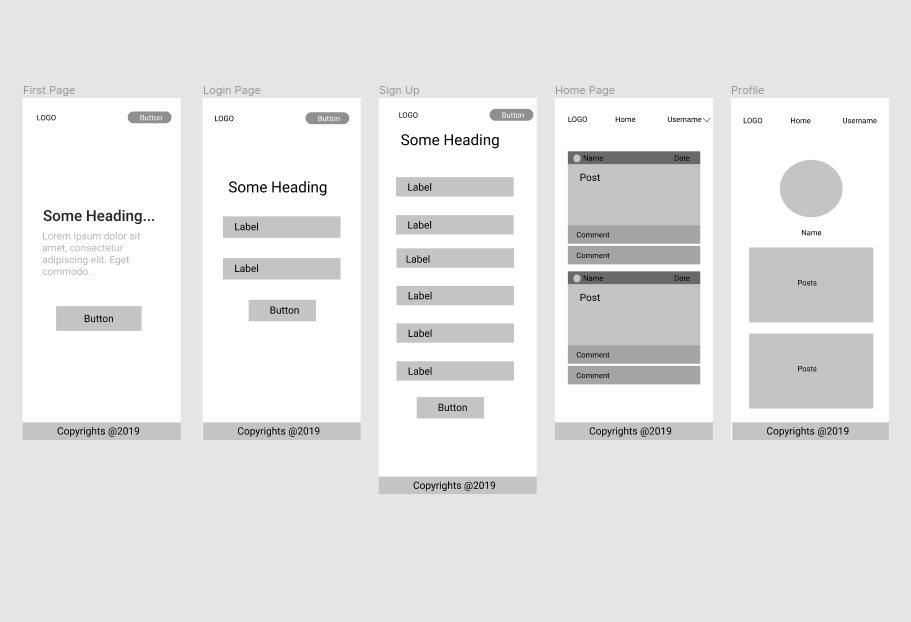 First Page
LOGO
Button
Some Heading...
Lorem ipsum dolor sit
amet, consectetur
adipiscing elit. Eget
commodo.
Button
Copyrights @2019
Login Page
LOGO
Button
Some Heading
Label
Label
Button
Copyrights @2019
Sign Up
LOGO
Button
Some Heading
Label
Label
Label
Label
Label
Label
Button
Copyrights @2019
Home Page
LOGO Home Username
Name Date
Post
Comment
Comment
Name Date
Post
Comment
Comment
Copyrights @2019
Profile
LOGO Home Username
Name
Posts
Posts
Copyrights @2019